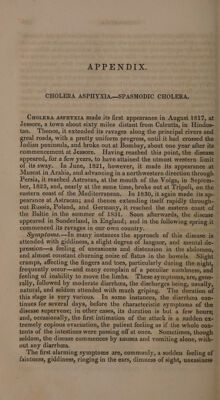 APPENDIX.
CHOLERA ASPHYXIA.—SPASMODIC CHOLERA.
CHOLERA ASPHYXIA made its first appearance in August 1817, at
Jessore, a town about sixty miles distant from Calcutta, in Hindos-
tan. Thence, it extended its ravages along the principal rivers and
great roads, with a pretty uniform progress, until it had crossed the
Indian peninsula, and broke out at Bombay, about one year after its
commencement at Jessore. Having reached this point, the disease
appeared, for a few years, to have attained the utmost western limit
of its sway. In June, 1821, however, it made its appearance at
Muscat in Arabia, and advancing in a northwestern direction through
Persia, it reached Astracan, at the mouth of the Volga, in Septem-
ber, 1823, and, nearly at the same time, broke out at Tripoli, on the
eastern coast of the Mediterranean. In 1830, it again made its ap-
pearance at Astracan; and thence extending itself rapidly through-
out Russia, Poland, and Germany, it reached the eastern coast of
the Baltic in the summer of 1831. Soon afterwards, the disease
appeared in Sunderland, in England; and in the following spring it
commenced its ravages in our own country.
Symptoms.—In many instances the approach of this disease is
attended with giddiness, a slight degree of languor, and mental de-
pression—a feeling of uneasiness and distension in the abdomen,
and almost constant churning noise of flatus in the bowels. Slight
cramps, affecting the fingers and toes, particularly during the night,
frequently occur—and many complain of a peculiar numbness, and
feeling of inability to move the limbs. These symptoms, are, gene-
rally, followed by moderate diarrhœa, the discharges being, usually,
natural, and seldom attended with much griping. The duration of
this stage is very various. In some instances, the diarrhœa con-
tinues for several days, before the characteristic symptoms of the
disease supervene; in other cases, its duration is but a few hours;
and, occasionally, the first intimation of the attack is a sudden ex-
tremely copious evacuation, the patient feeling as if the whole con-
tents of the intestines were passing off at once. Sometimes, though
seldom, the disease commences by nausea and vomiting alone, with-
out any diarrhœa.
The first alarming symptoms are, commonly, a sudden feeling of
faintness, giddiness, ringing in the ears, dimness of sight, uneasiness